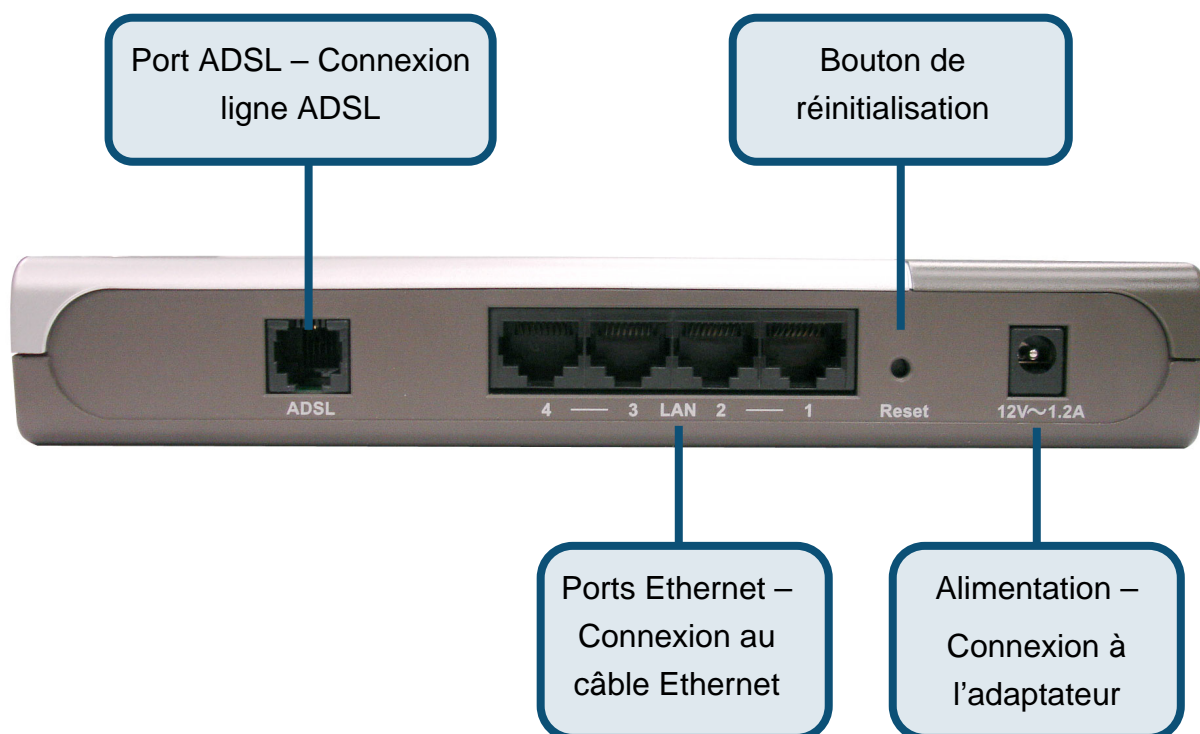 Port ADSL – Connexion
ligne ADSL
Bouton de
réinitialisation
ADSL
4 — 3 LAN 2 — 1
Reset
12V～1.2A
Ports Ethernet –
Connexion au
câble Ethernet
Alimentation –
Connexion à
l’adaptateur